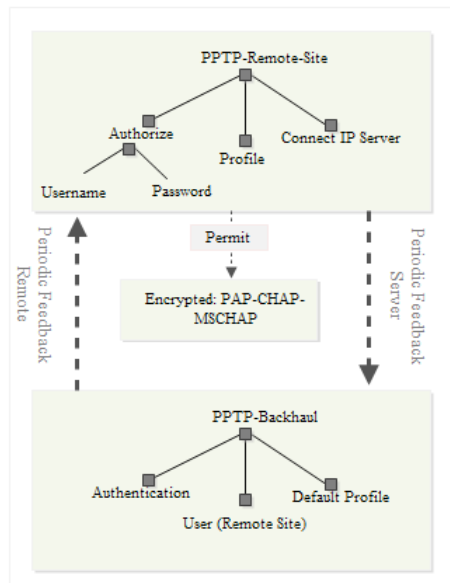 PPTP-Remote-Site
Authorize
Profile
Connect IP Server
Username
Password
Periodic Feedback
Remote
Permit
Periodic Feedback
Server
Encrypted: PAP-CHAP-
MSCHAP
PPTP-Backhaul
Authentication
User (Remote Site)
Default Profile